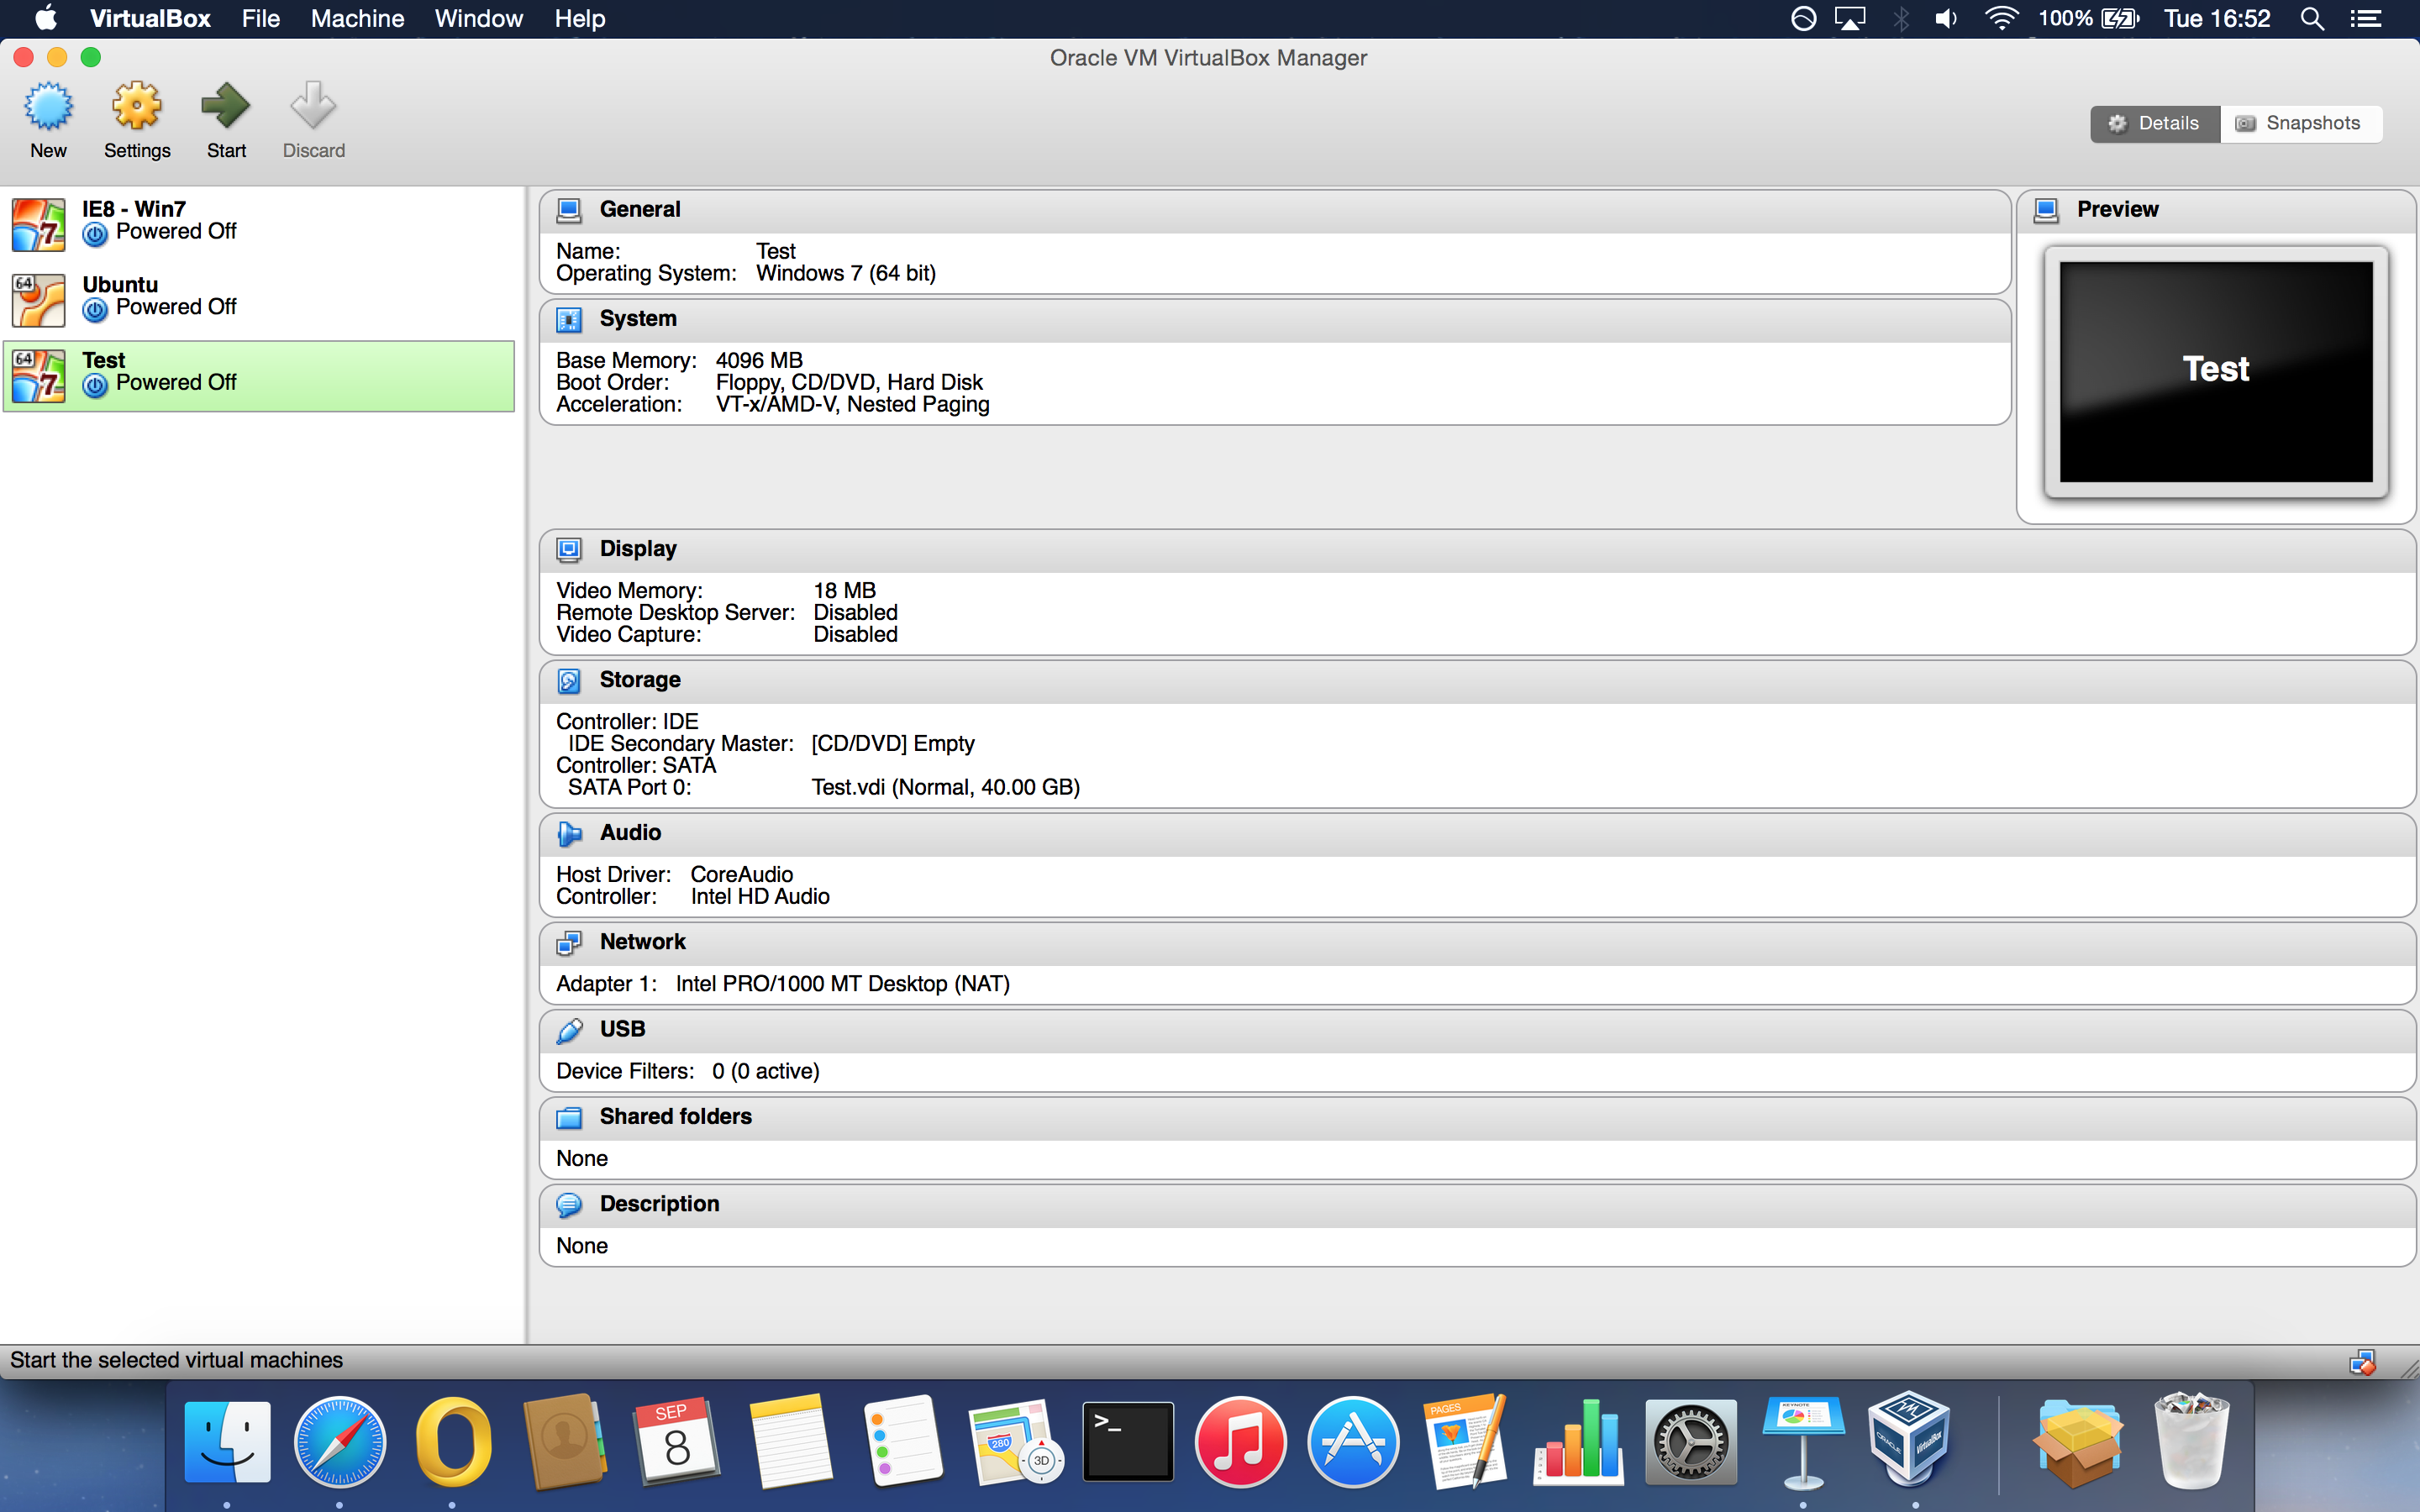 VirtualBox File Machine Window Help 100% Tue 16:52
Oracle VM VirtualBox Manager
New Settings Start Discard
Details Snapshots
IE8 - Win7
Powered Off
64
Ubuntu
Powered Off
64
Test
Powered Off
General
Name: Test
Operating System: Windows 7 (64 bit)
System
Base Memory: 4096 MB
Boot Order: Floppy, CD/DVD, Hard Disk
Acceleration: VT-x/AMD-V, Nested Paging
Preview
Test
Display
Video Memory: 18 MB
Remote Desktop Server: Disabled
Video Capture: Disabled
Storage
Controller: IDE
IDE Secondary Master: [CD/DVD] Empty
Controller: SATA
SATA Port 0: Test.vdi (Normal, 40.00 GB)
Audio
Host Driver: CoreAudio
Controller: Intel HD Audio
Network
Adapter 1: Intel PRO/1000 MT Desktop (NAT)
USB
Device Filters: 0 (0 active)
Shared folders
None
Description
None
Start the selected virtual machines
SEP
8
280
3D
>_
PAGES
KEYNOTE
ORACLE
VirtualBox